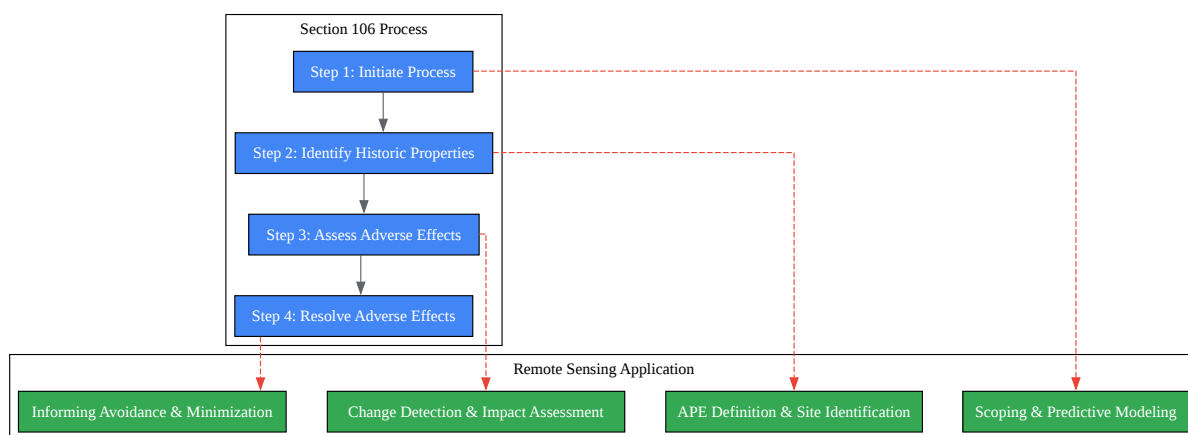 Section 106 Process
Step 1: Initiate Process
Step 2: Identify Historic Properties
Step 3: Assess Adverse Effects
Step 4: Resolve Adverse Effects
Remote Sensing Application
Informing Avoidance & Minimization
Change Detection & Impact Assessment
APE Definition & Site Identification
Scoping & Predictive Modeling